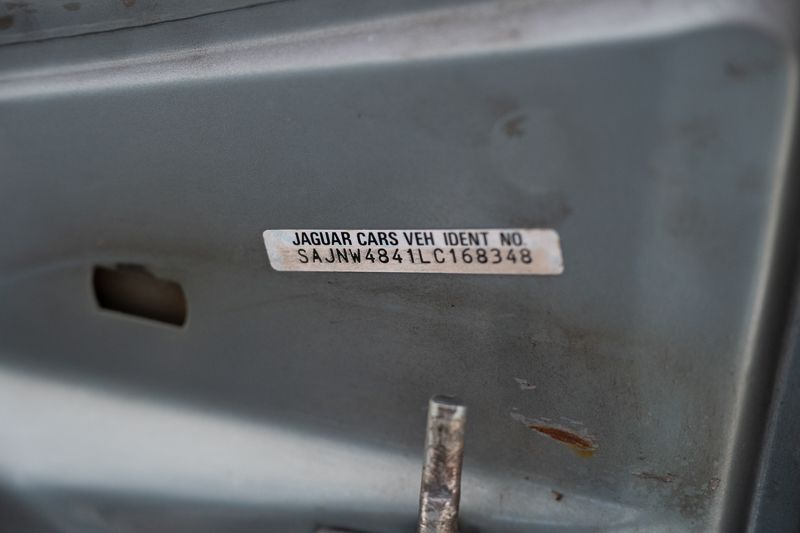 JAGUAR CARS VEH IDENT NO.
SAJNW4841LC168348